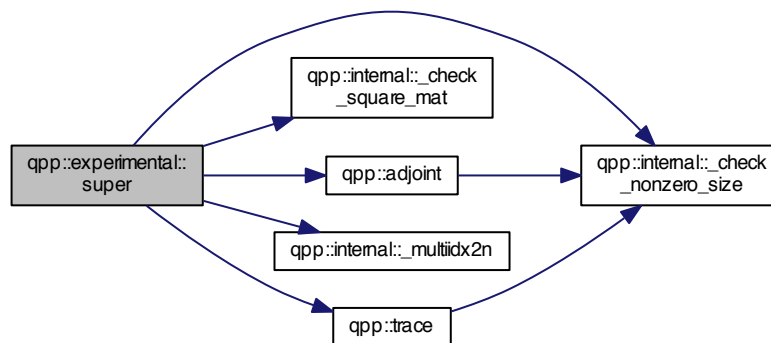 qpp::internal::_check
_square_mat
qpp::experimental::
super
qpp::adjoint
qpp::internal::_check
_nonzero_size
qpp::internal::_multiidx2n
qpp::trace